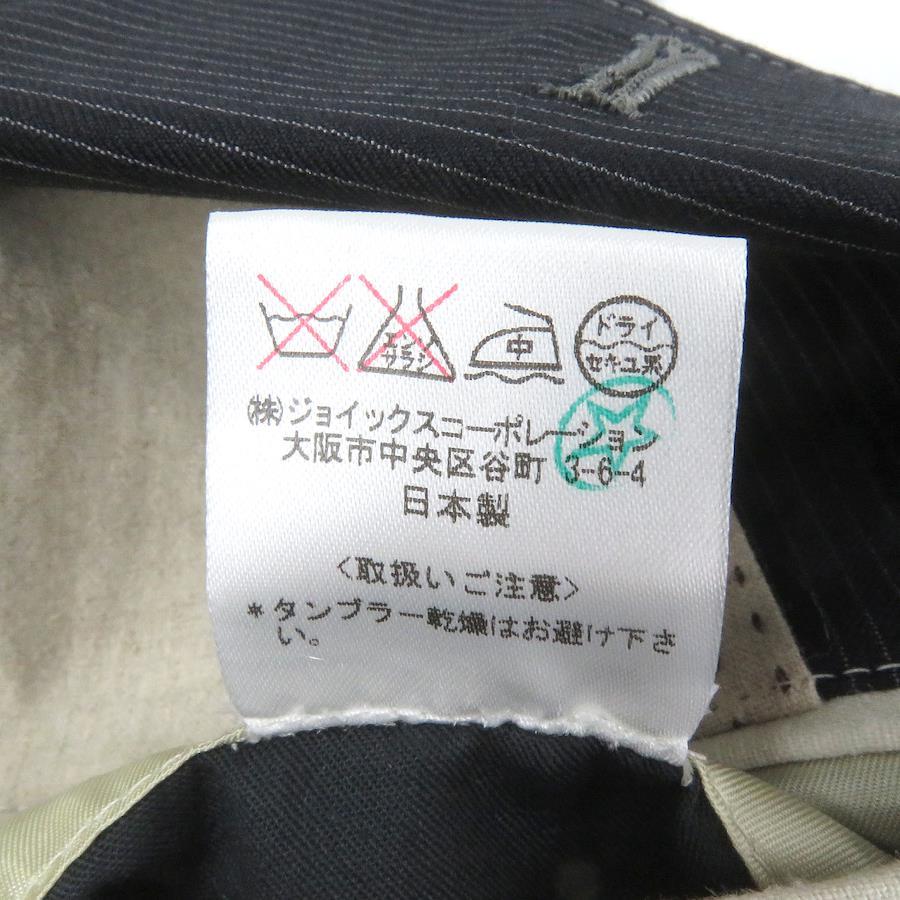 エンソ
サラシ
中
ドライ
セキユ系
(株)ジョイックスコーポレーション
大阪市中央区谷町 3-6-4
日本製
〈取扱いご注意〉
*タンブラー乾燥はお避け下さ
い。